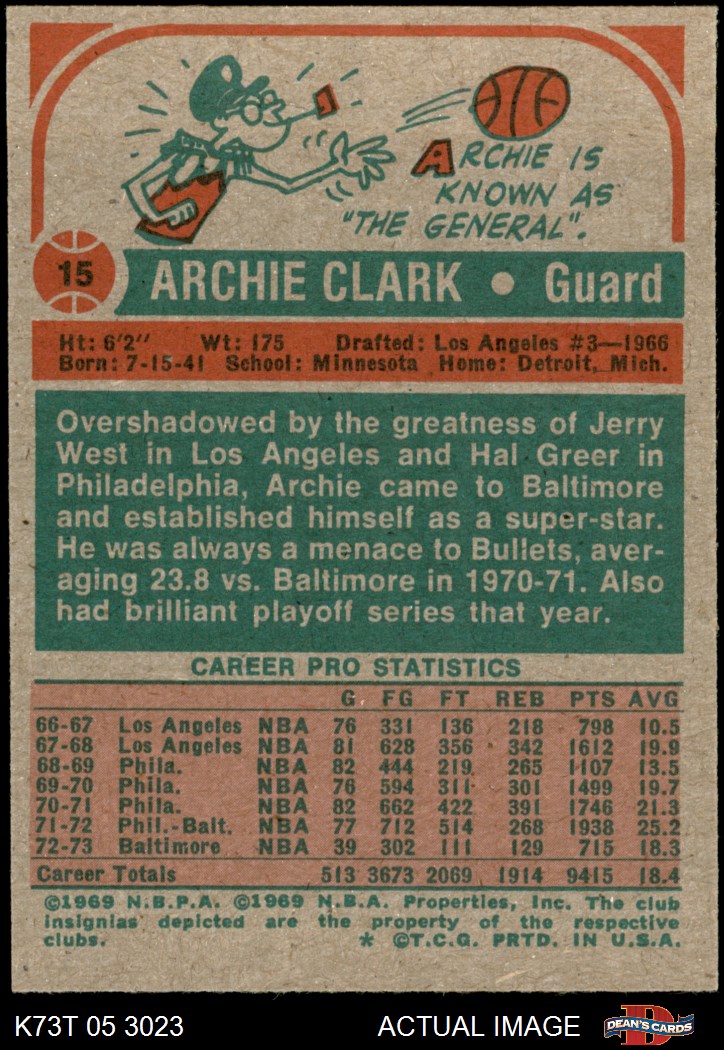 ARCHIE IS
KNOWN AS
"THE GENERAL".
15 ARCHIE CLARK • Guard
Ht: 6'2" Wt: 175 Drafted: Los Angeles #3—1966
Born: 7-15-41 School: Minnesota Home: Detroit, Mich.
Overshadowed by the greatness of Jerry
West in Los Angeles and Hal Greer in
Philadelphia, Archie came to Baltimore
and established himself as a super-star.
He was always a menace to Bullets, aver-
aging 23.8 vs. Baltimore in 1970-71. Also
had brilliant playoff series that year.
CAREER PRO STATISTICS
G FG FT REB PTS AVG
66-67 Los Angeles NBA 76 331 136 218 798 10.5
67-68 Los Angeles NBA 81 628 356 342 1612 19.9
68-69 Phila. NBA 82 444 219 265 1107 13.5
69-70 Phila. NBA 76 594 311 301 1499 19.7
70-71 Phila. NBA 82 662 422 391 1746 21.3
71-72 Phil.-Balt. NBA 77 712 514 268 1938 25.2
72-73 Baltimore NBA 39 302 111 129 715 18.3
Career Totals 513 3673 2069 1914 9415 18.4
©1969 N.B.P.A. ©1969 N.B.A. Properties, Inc. The club
insignias depicted are the property of the respective
clubs. * ©T.C.G. PRTD. IN U.S.A.
K73T 05 3023 ACTUAL IMAGE DEAN'S CARDS